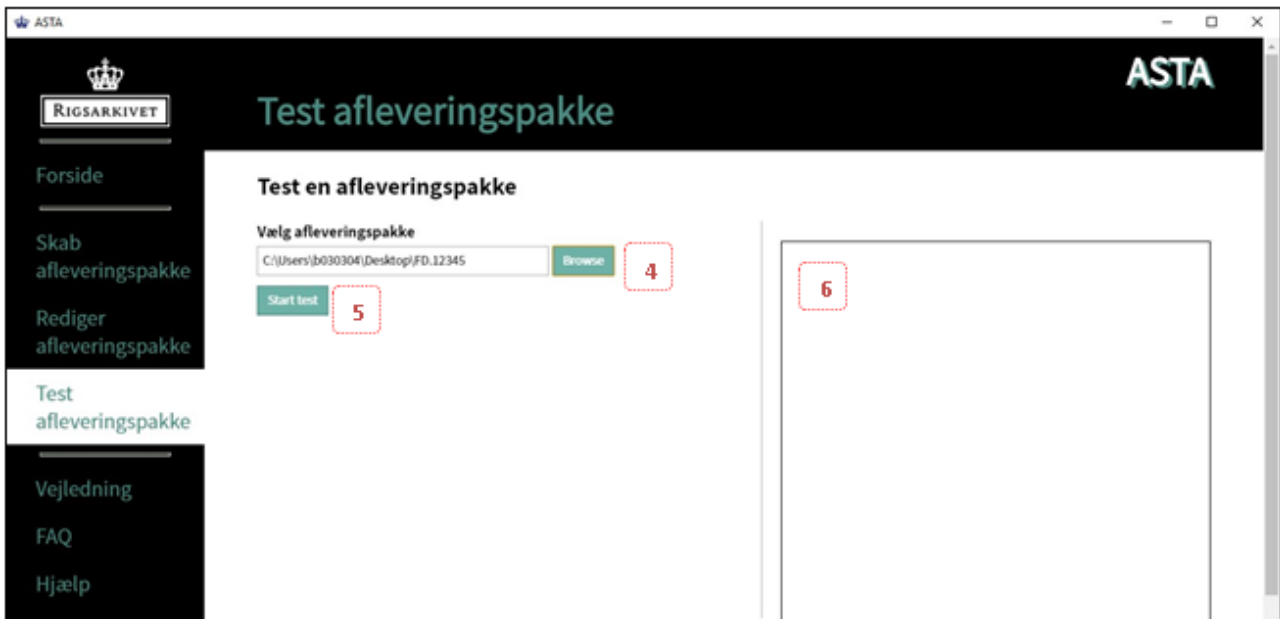 ASTA
RIGSARKIVET
ASTA
Test afleveringspakke
Forside
Skab
afleveringspakke
Rediger
afleveringspakke
Test
afleveringspakke
Vejledning
FAQ
Hjælp
Test en afleveringspakke
Vælg afleveringspakke
C:\Users\b030304\Desktop\FD.12345
Browse
4
Start test
5
6